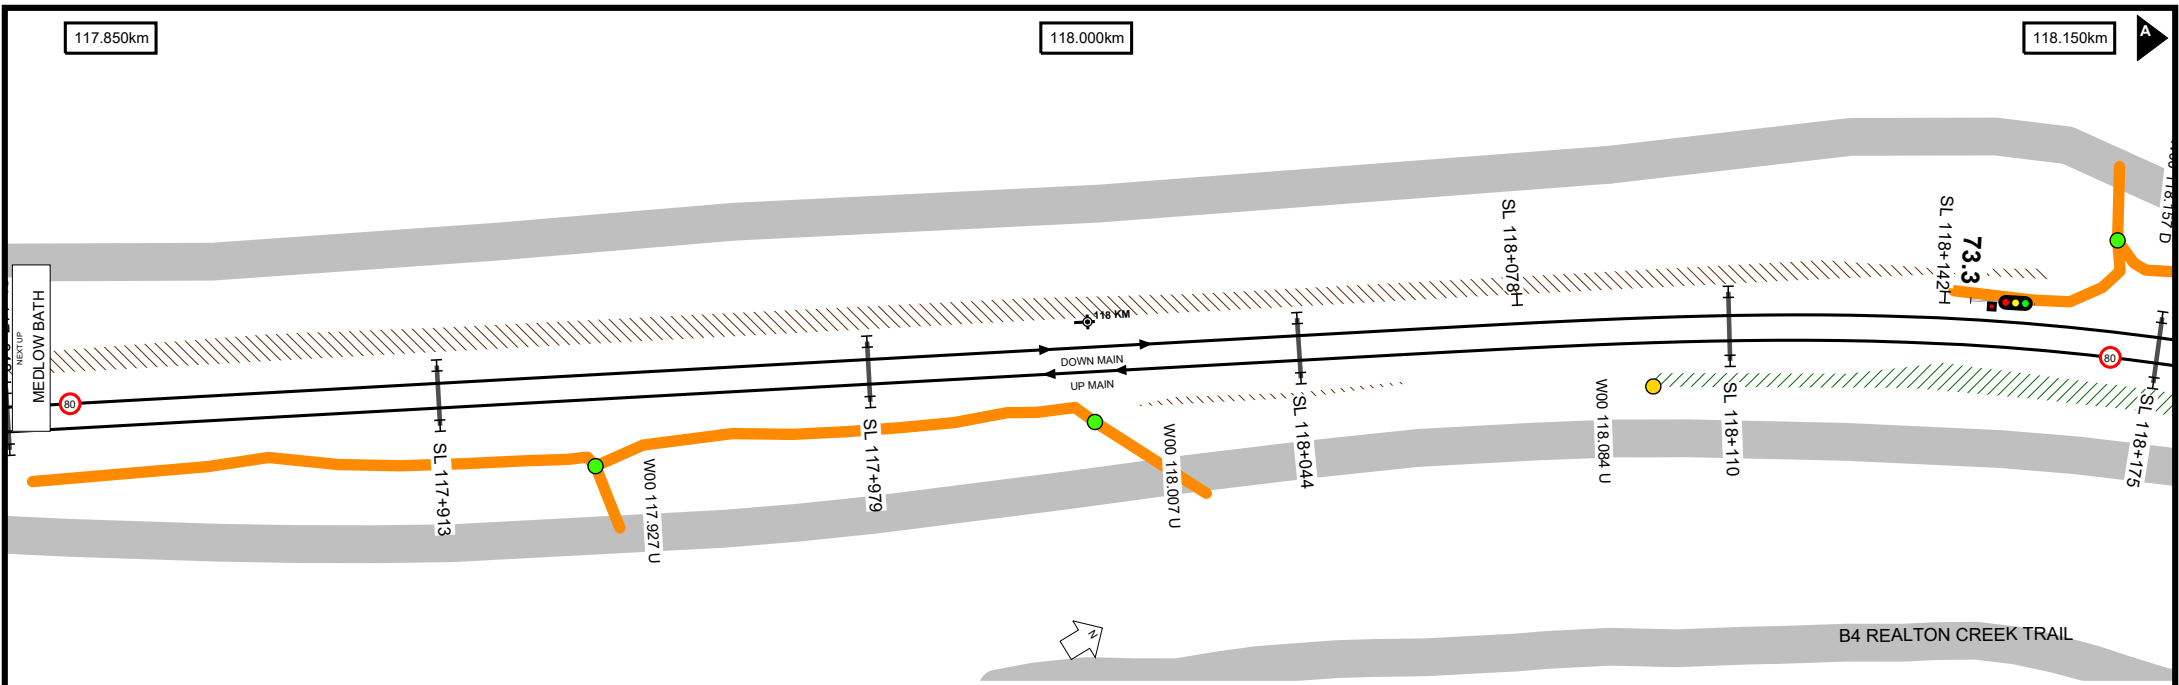 117.850km
118.000km
118.150km
A
NEXT UP
MEDLOW BATH
80
SL 117+913
W00 117.927 U
SL 117+979
118 KM
DOWN MAIN
UP MAIN
W00 118.007 U
SL 118+044
SL 118+078
W00 118.084 U
SL 118+110
SL 118+142
73.3
80
SL 118+175
118.157 D
N
B4 REALTON CREEK TRAIL